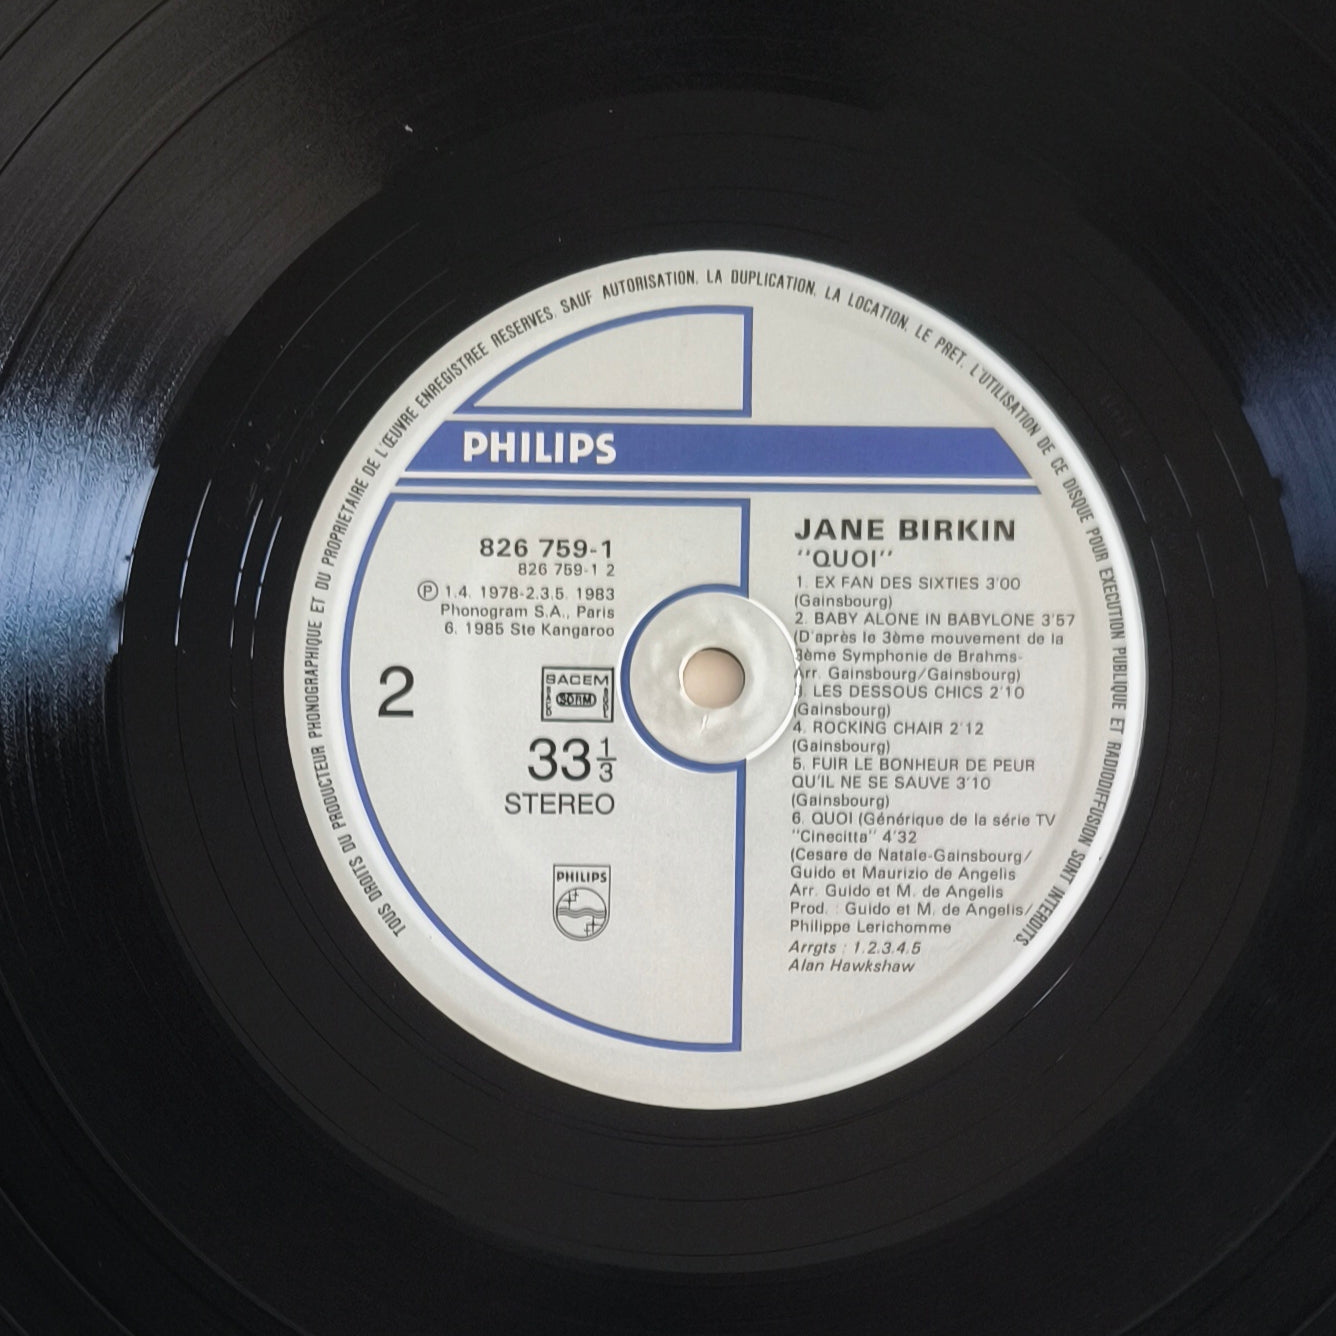 TOUS DROITS DU PRODUCTEUR PHONOGRAPHIQUE ET DU PROPRIETAIRE DE L'ŒUVRE ENREGISTREE RESERVES. SAUF AUTORISATION, LA DUPLICATION, LA LOCATION, LE PRET, L'UTILISATION DE CE DISQUE POUR EXECUTION PUBLIQUE ET RADIODIFFUSION SONT INTERDITS.
PHILIPS
826 759-1
826 759-1 2
Ⓟ 1.4. 1978-2.3.5. 1983
Phonogram S.A., Paris
6. 1985 Ste Kangaroo
2
SACEM
SACD SDRM SGDL
33 1/3
STEREO
PHILIPS
JANE BIRKIN
"QUOI"
1. EX FAN DES SIXTIES 3'00
(Gainsbourg)
2. BABY ALONE IN BABYLONE 3'57
(D'après le 3ème mouvement de la
3ème Symphonie de Brahms-
Arr. Gainsbourg/Gainsbourg)
3. LES DESSOUS CHICS 2'10
(Gainsbourg)
4. ROCKING CHAIR 2'12
(Gainsbourg)
5. FUIR LE BONHEUR DE PEUR
QU'IL NE SE SAUVE 3'10
(Gainsbourg)
6. QUOI (Générique de la série TV
"Cinecitta" 4'32
(Cesare de Natale-Gainsbourg/
Guido et Maurizio de Angelis
Arr. Guido et M. de Angelis
Prod. : Guido et M. de Angelis/
Philippe Lerichomme
Arrgts : 1.2.3.4.5
Alan Hawkshaw